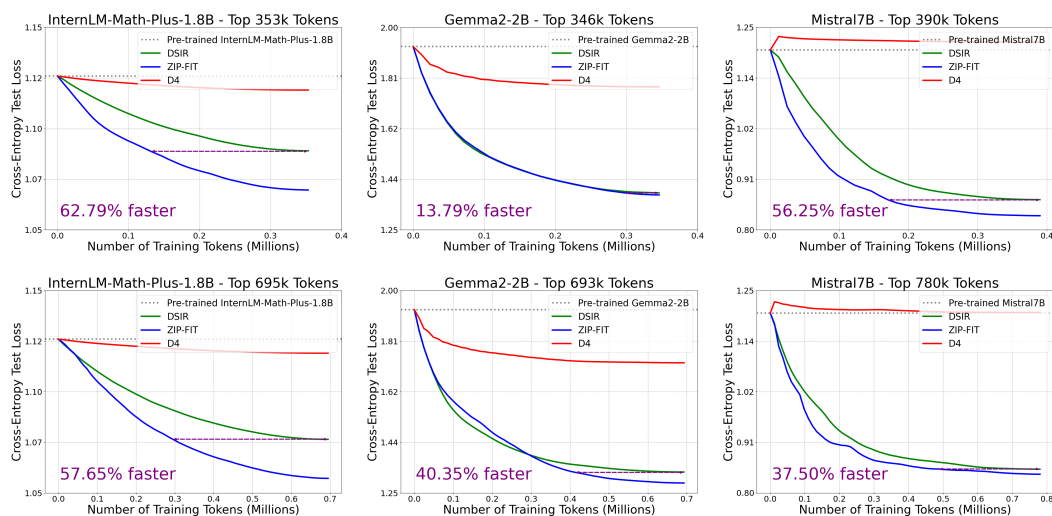 InternLM-Math-Plus-1.8B - Top 353k Tokens
Cross-Entropy Test Loss
1.15
1.12
1.10
1.07
1.05
Pre-trained InternLM-Math-Plus-1.8B
DSIR
ZIP-FIT
D4
62.79% faster
0.0 0.1 0.2 0.3 0.4
Number of Training Tokens (Millions)
Gemma2-2B - Top 346k Tokens
Cross-Entropy Test Loss
2.00
1.81
1.62
1.44
1.25
Pre-trained Gemma2-2B
DSIR
ZIP-FIT
D4
13.79% faster
0.0 0.1 0.2 0.3 0.4
Number of Training Tokens (Millions)
Mistral7B - Top 390k Tokens
Cross-Entropy Test Loss
1.25
1.14
1.02
0.91
0.80
Pre-trained Mistral7B
DSIR
ZIP-FIT
D4
56.25% faster
0.0 0.1 0.2 0.3 0.4
Number of Training Tokens (Millions)
InternLM-Math-Plus-1.8B - Top 695k Tokens
Cross-Entropy Test Loss
1.15
1.12
1.10
1.07
1.05
Pre-trained InternLM-Math-Plus-1.8B
DSIR
ZIP-FIT
D4
57.65% faster
0.0 0.1 0.2 0.3 0.4 0.5 0.6 0.7
Number of Training Tokens (Millions)
Gemma2-2B - Top 693k Tokens
Cross-Entropy Test Loss
2.00
1.81
1.62
1.44
1.25
Pre-trained Gemma2-2B
DSIR
ZIP-FIT
D4
40.35% faster
0.0 0.1 0.2 0.3 0.4 0.5 0.6 0.7
Number of Training Tokens (Millions)
Mistral7B - Top 780k Tokens
Cross-Entropy Test Loss
1.25
1.14
1.02
0.91
0.80
Pre-trained Mistral7B
DSIR
ZIP-FIT
D4
37.50% faster
0.0 0.1 0.2 0.3 0.4 0.5 0.6 0.7 0.8
Number of Training Tokens (Millions)